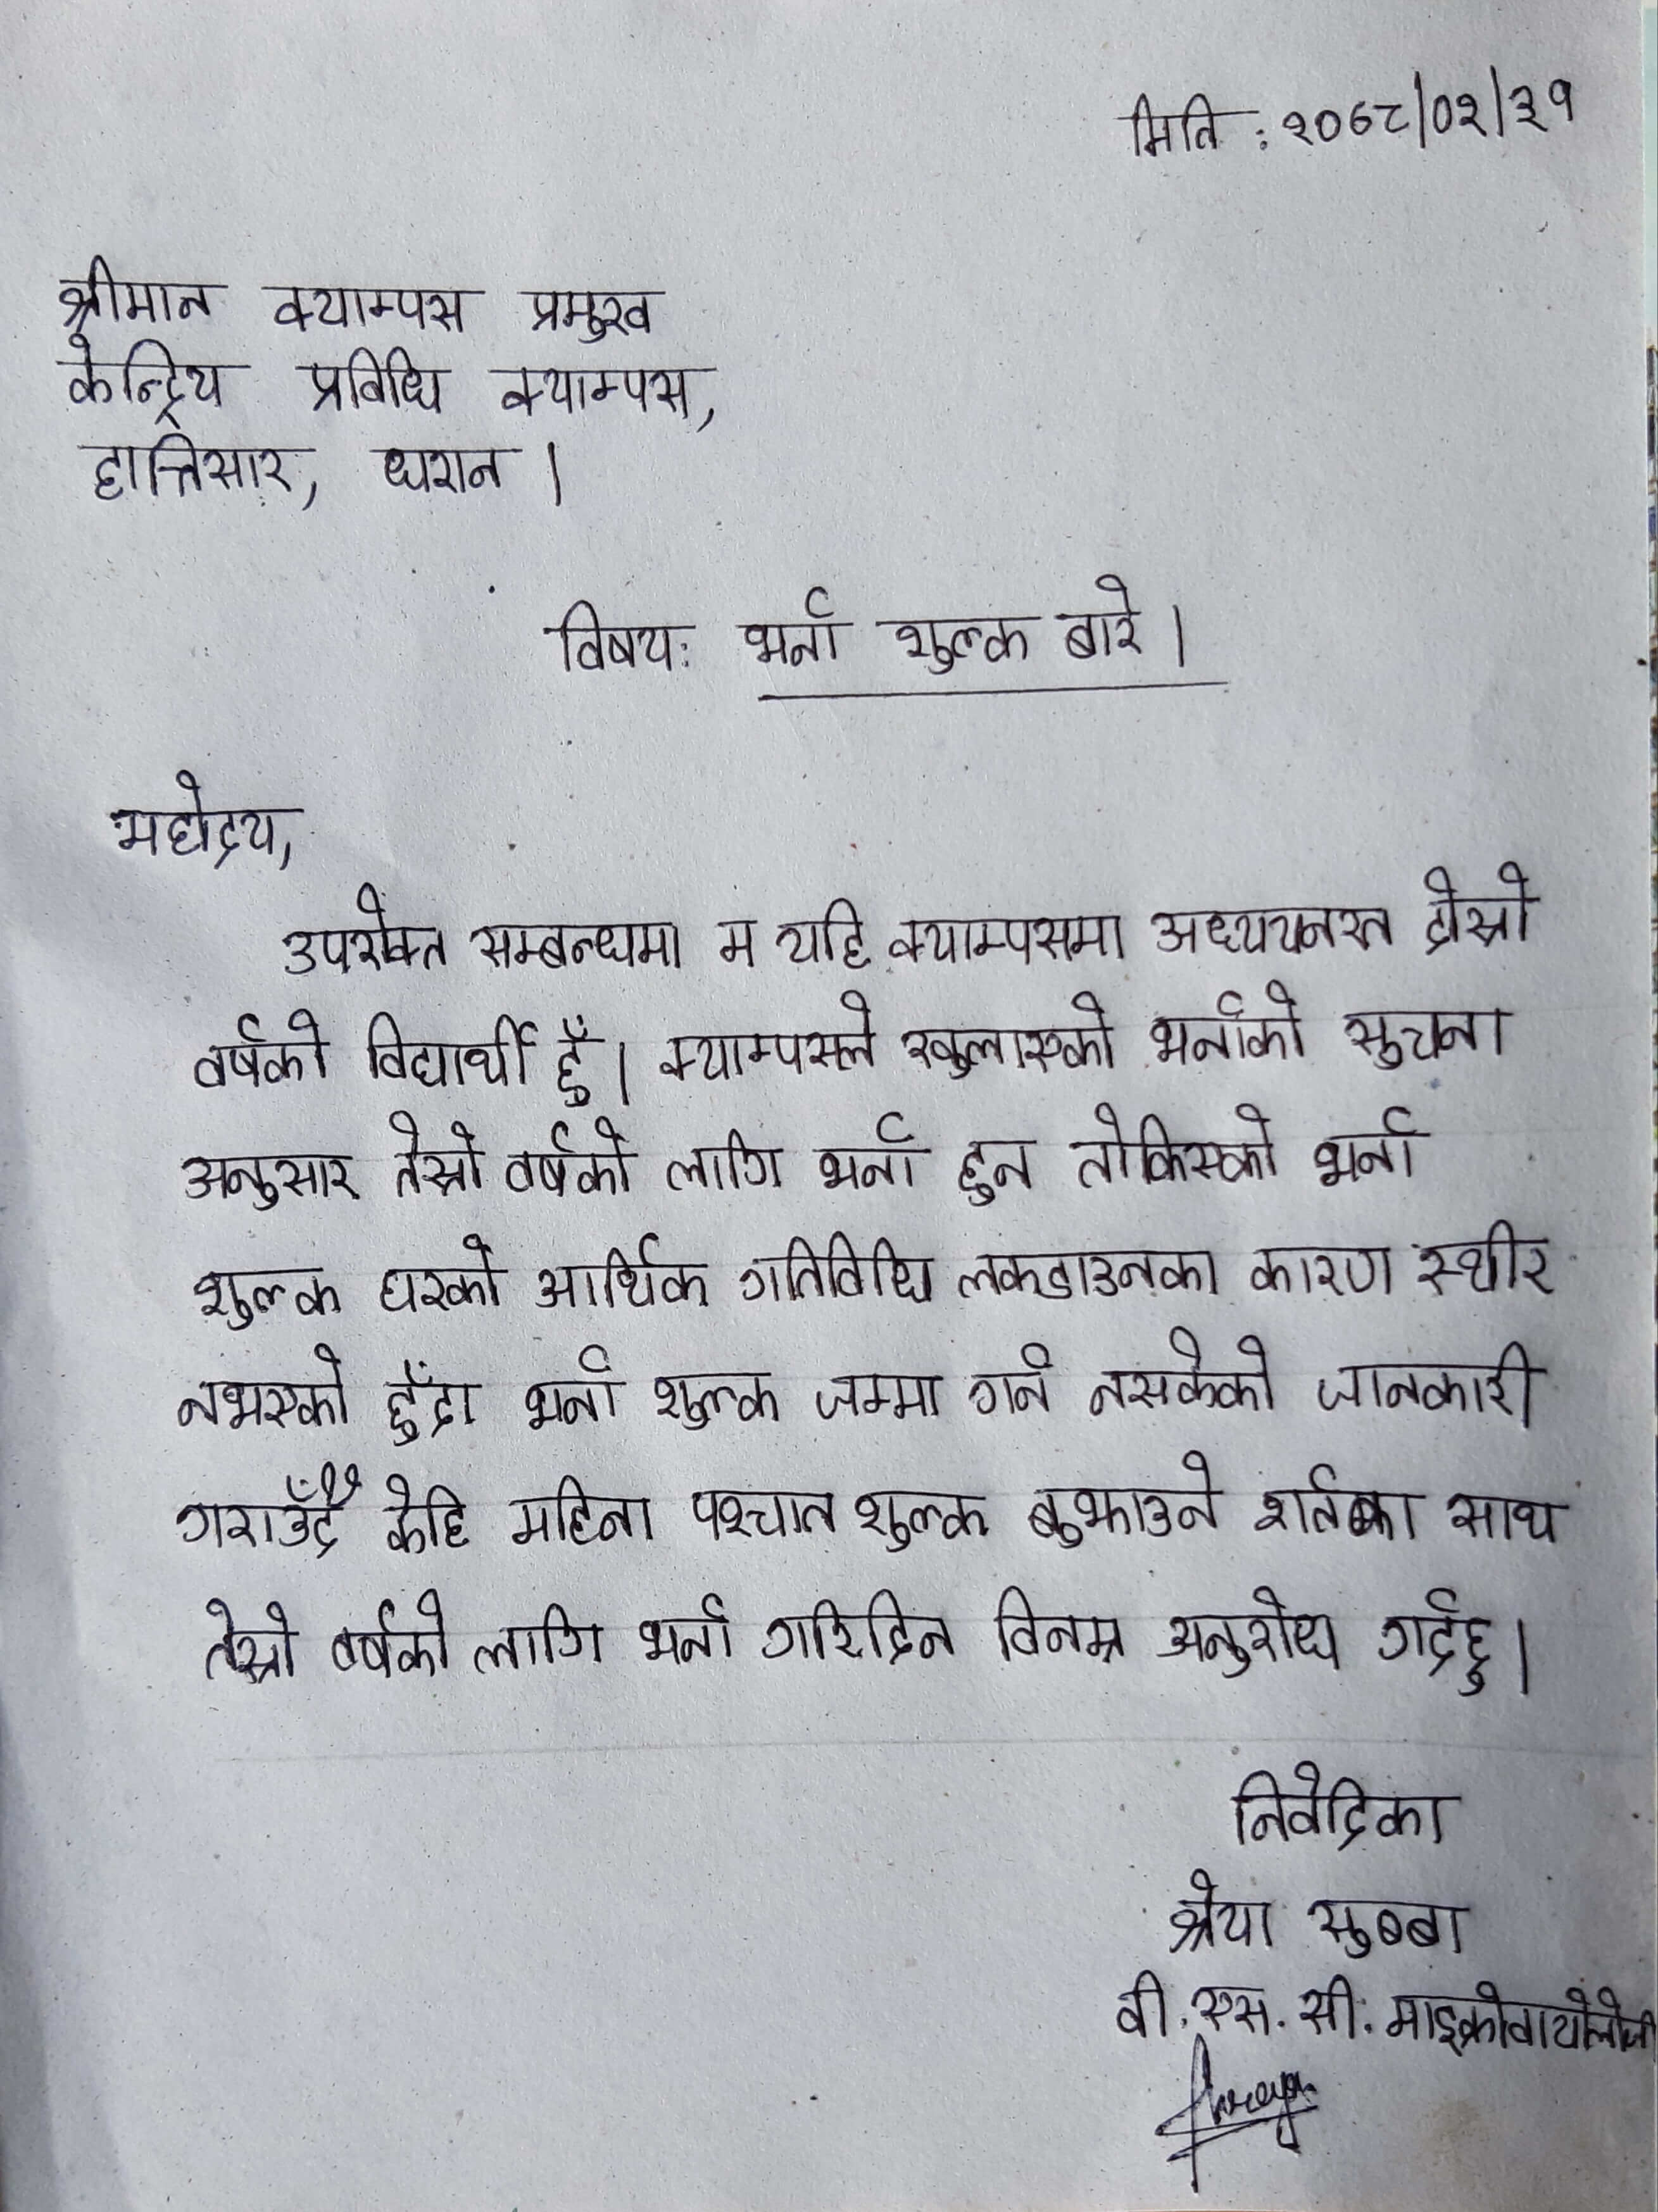 मिति : २०७८/०२/३१
श्रीमान क्याम्पस प्रमुख
केन्द्रिय प्रविधि क्याम्पस,
हात्तिसार, धरान ।
विषय: भर्ना शुल्क बारे ।
महोदय,
उपरोक्त सम्बन्धमा म यहि क्याम्पसमा अध्ययनरत दोस्रो
वर्षको विद्यार्थी हुँ । क्याम्पसले खुलाएको भर्नाको सुचना
अनुसार तेस्रो वर्षको लागि भर्ना हुन तोकिएको भर्ना
शुल्क घरको आर्थिक गतिविधि लकडाउनका कारण स्थीर
नभएको हुँदा भर्ना शुल्क जम्मा गर्न नसकेको जानकारी
गराउँदै केहि महिना पश्चात शुल्क बुझाउने शर्तका साथ
तेस्रो वर्षको लागि भर्ना गरिदिन विनम्र अनुरोध गर्दछु ।
निवेदिका
श्रेया सुब्बा
वी. एस. सी. माइक्रोवायोलोजी
Shreya